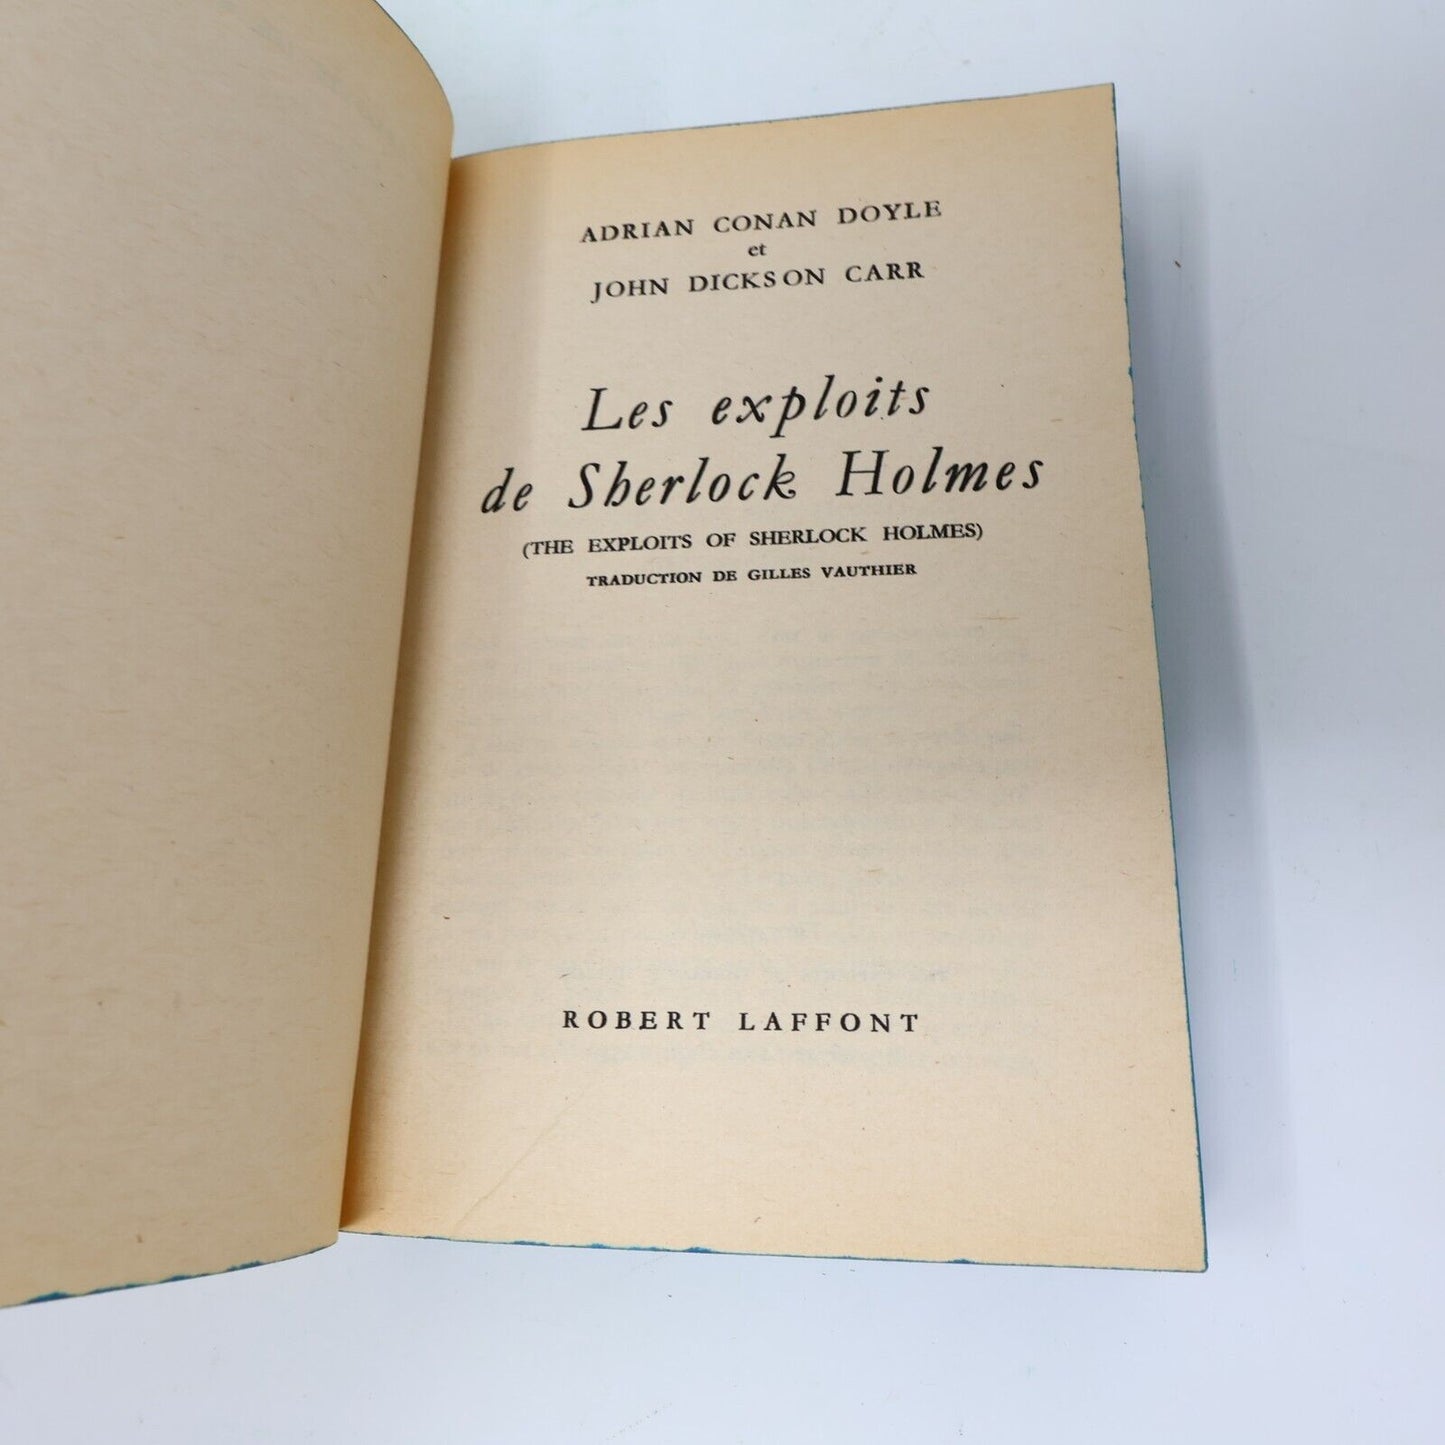 ADRIAN CONAN DOYLE
et
JOHN DICKSON CARR
Les exploits
de Sherlock Holmes
(THE EXPLOITS OF SHERLOCK HOLMES)
TRADUCTION DE GILLES VAUTHIER
ROBERT LAFFONT